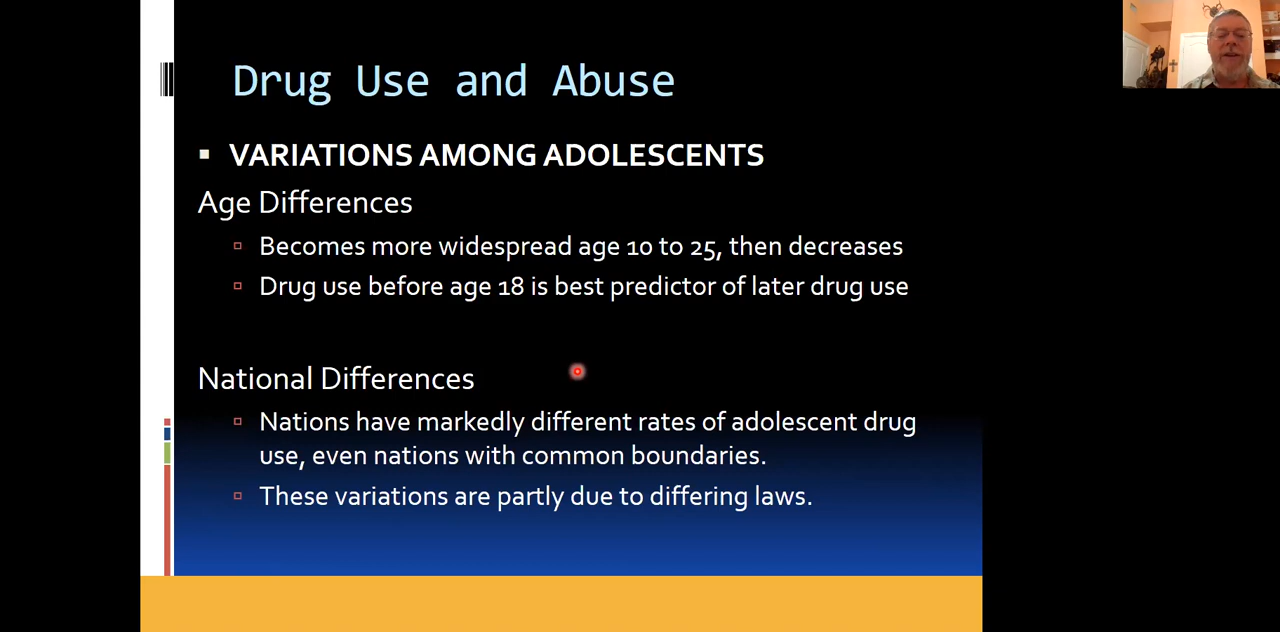 Drug Use and Abuse
VARIATIONS AMONG ADOLESCENTS
Age Differences
Becomes more widespread age 10 to 25, then decreases
Drug use before age 18 is best predictor of later drug use
National Differences
Nations have markedly different rates of adolescent drug
use, even nations with common boundaries.
These variations are partly due to differing laws.